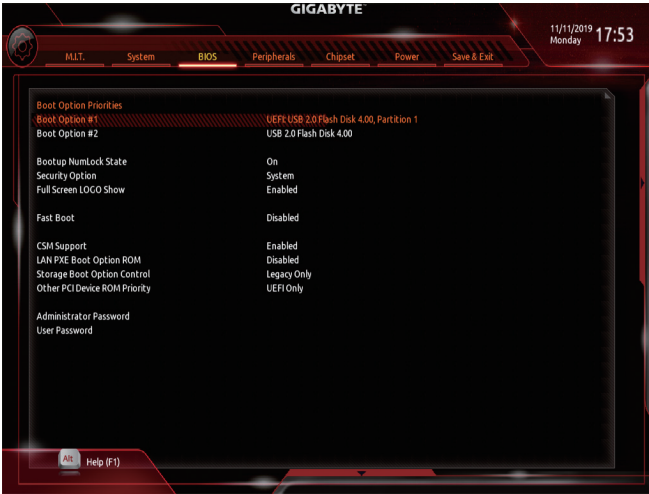 GIGABYTE™
11/11/2019 17:53
Monday
M.I.T. System BIOS Peripherals Chipset Power Save & Exit
Boot Option Priorities
Boot Option #1 UEFI: USB 2.0 Flash Disk 4.00, Partition 1
Boot Option #2 USB 2.0 Flash Disk 4.00
Bootup NumLock State On
Security Option System
Full Screen LOGO Show Enabled
Fast Boot Disabled
CSM Support Enabled
LAN PXE Boot Option ROM Disabled
Storage Boot Option Control Legacy Only
Other PCI Device ROM Priority UEFI Only
Administrator Password
User Password
Alt Help (F1)